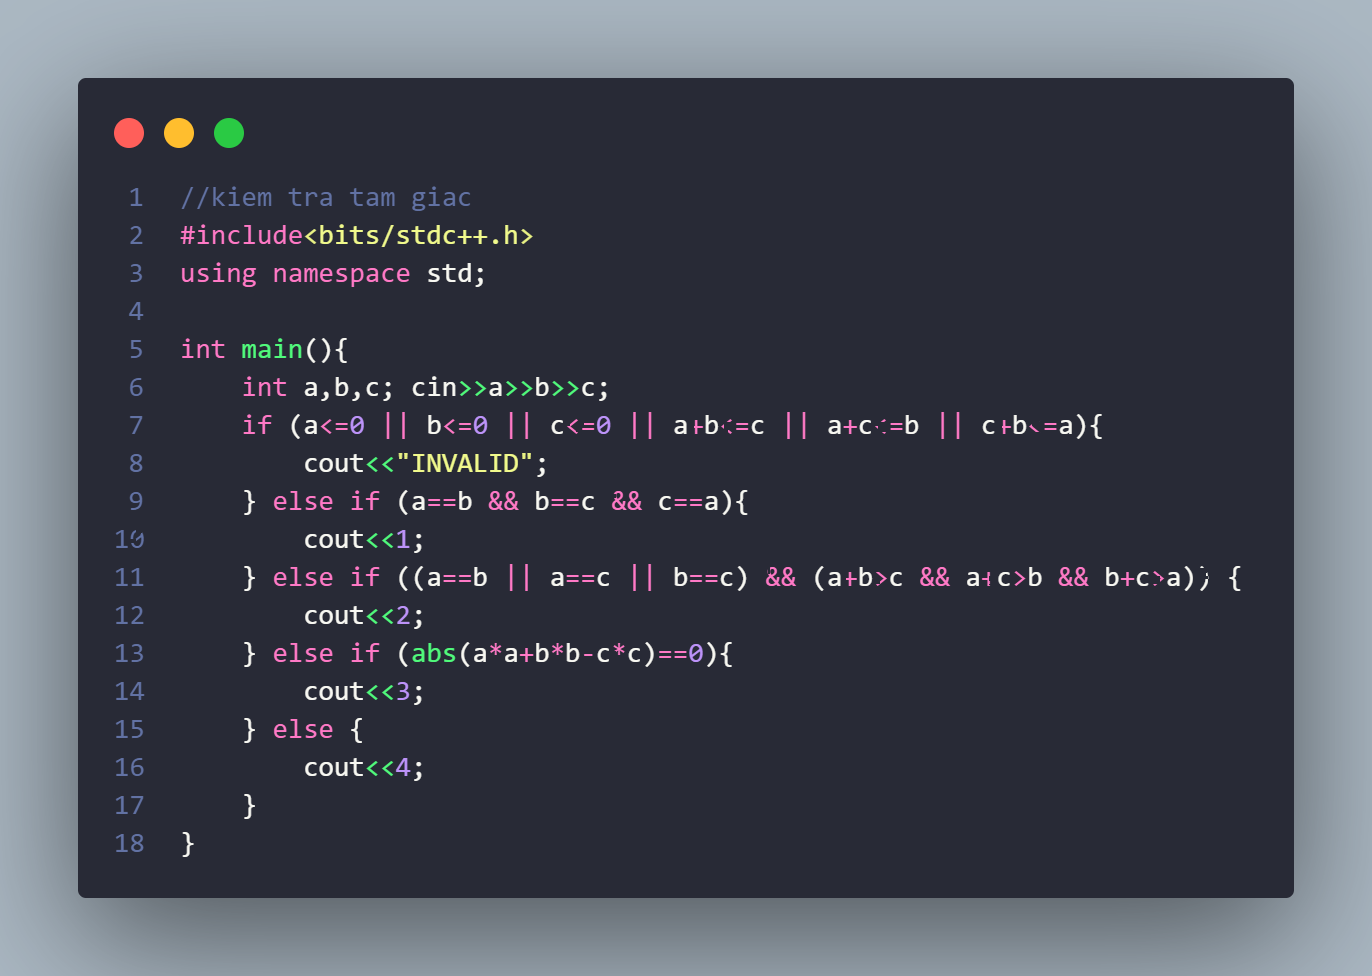 1 //kiem tra tam giac
2 #include<bits/stdc++.h>
3 using namespace std;
4
5 int main(){
6     int a,b,c; cin>>a>>b>>c;
7     if (a<=0 || b<=0 || c<=0 || a+b<=c || a+c<=b || c+b<=a){
8         cout<<"INVALID";
9     } else if (a==b && b==c && c==a){
10         cout<<1;
11     } else if ((a==b || a==c || b==c) && (a+b>c && a+c>b && b+c>a)) {
12         cout<<2;
13     } else if (abs(a*a+b*b-c*c)==0){
14         cout<<3;
15     } else {
16         cout<<4;
17     }
18 }